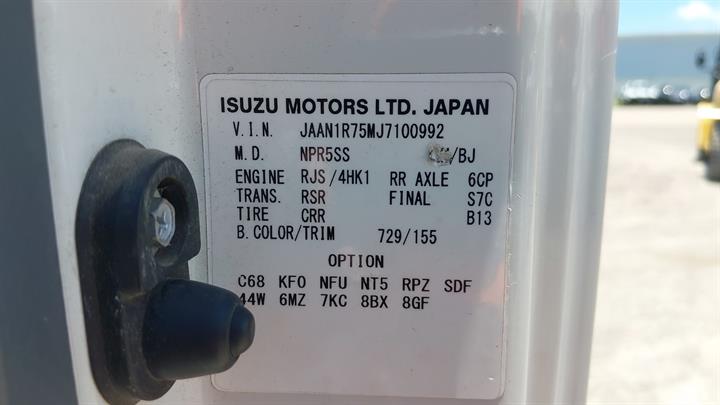 ISUZU MOTORS LTD. JAPAN
V.I.N. JAAN1R75MJ7100992
M.D. NPR5SS /BJ
ENGINE RJS/4HK1 RR AXLE 6CP
TRANS. RSR FINAL S7C
TIRE CRR B13
B.COLOR/TRIM 729/155
OPTION
C68 KF0 NFU NT5 RPZ SDF
44W 6MZ 7KC 8BX 8GF